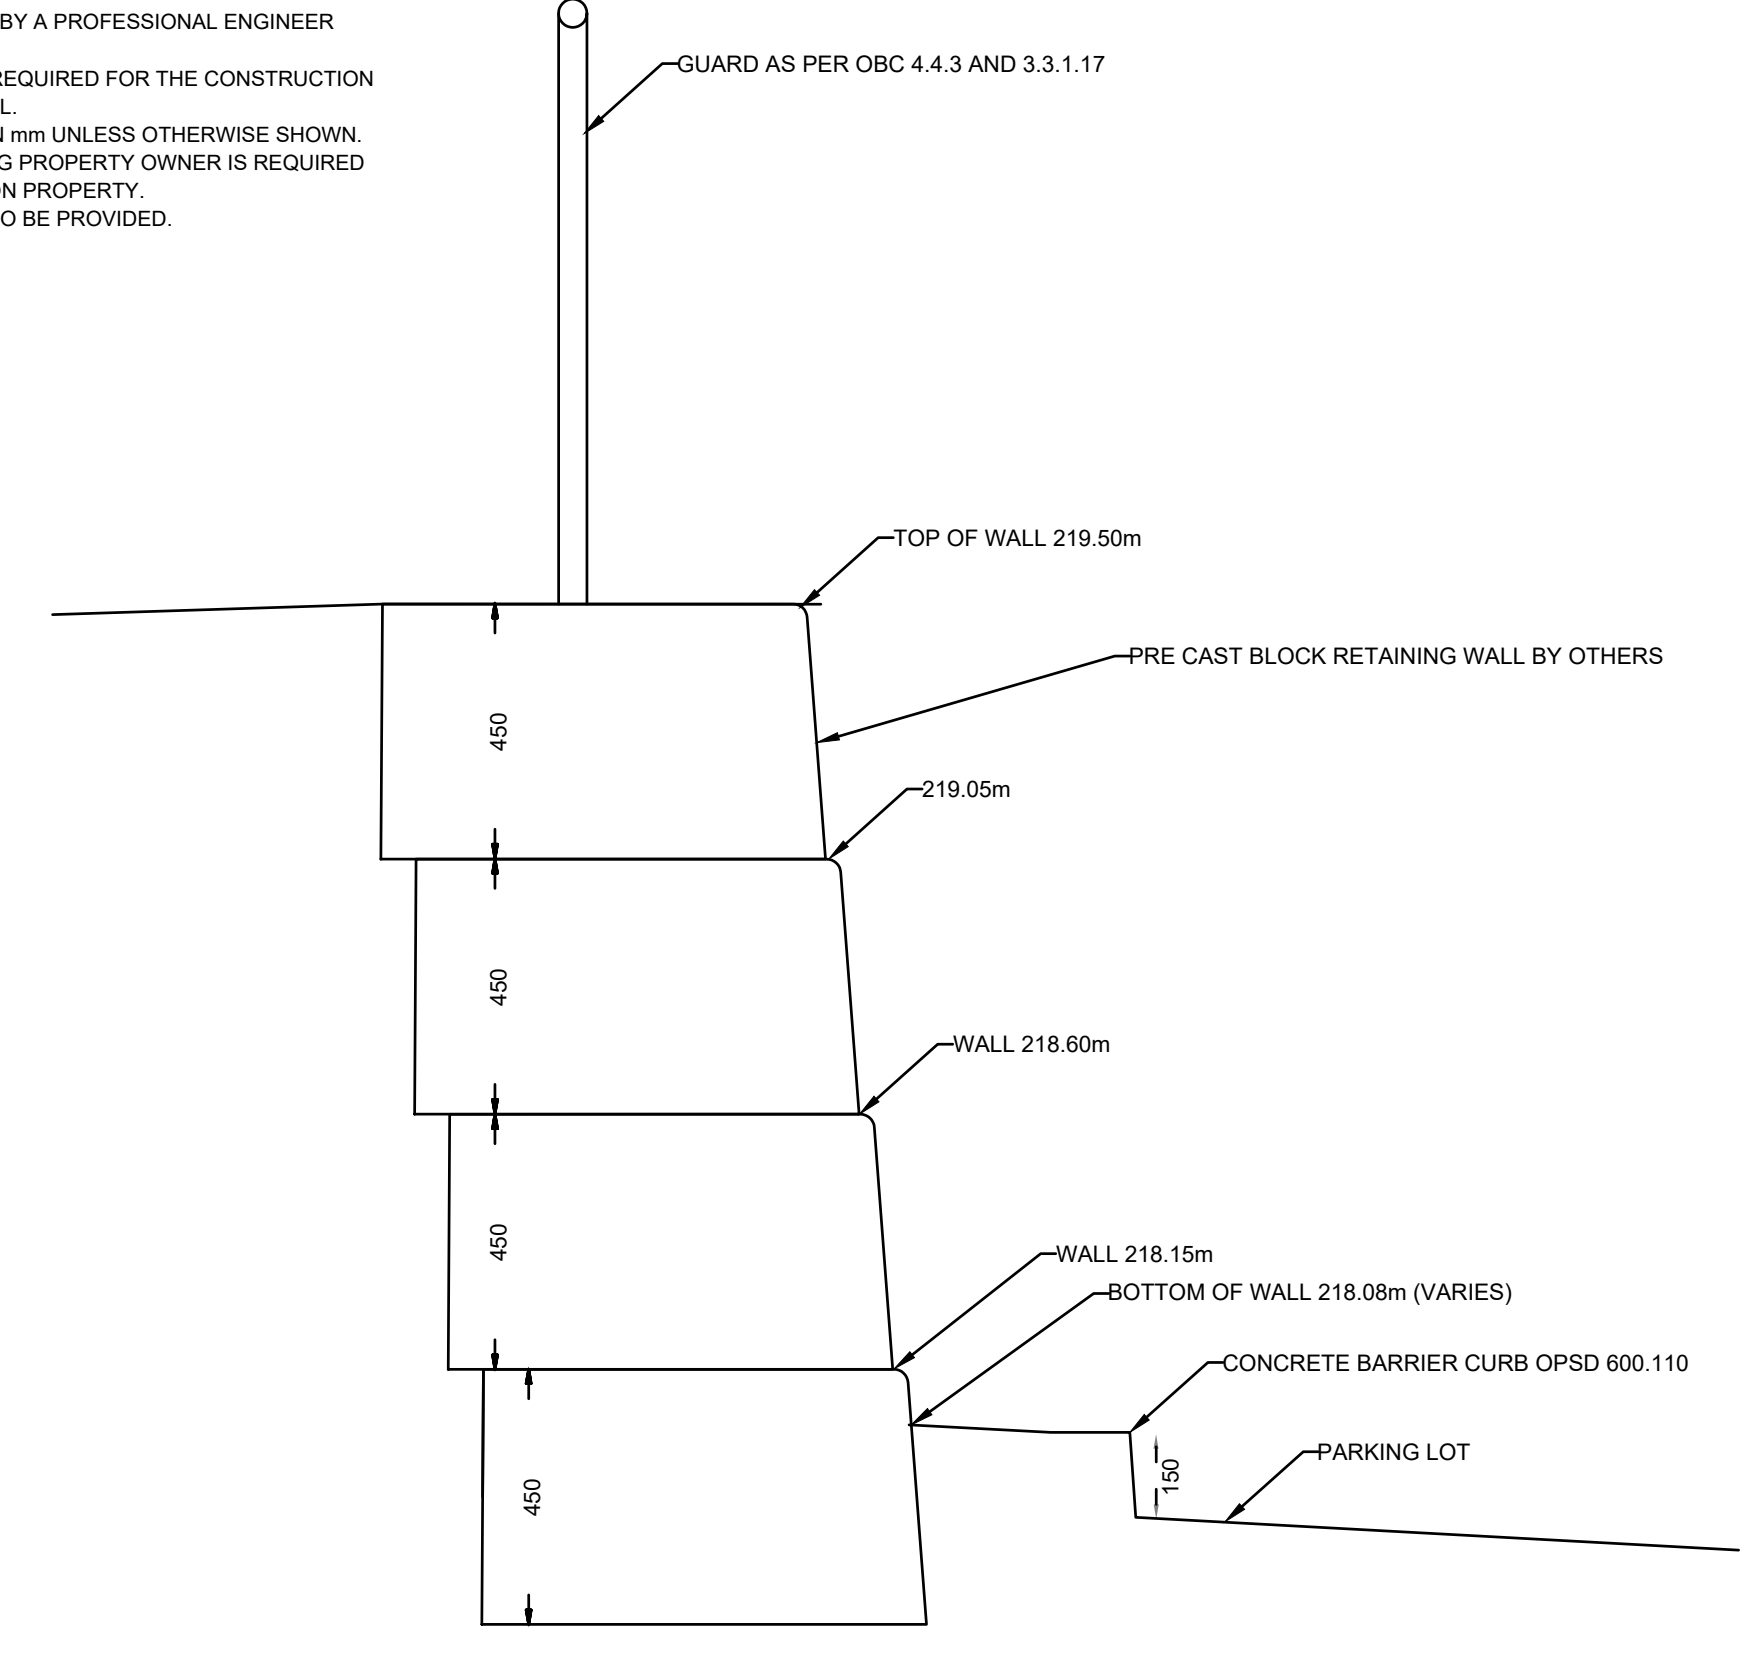 BY A PROFESSIONAL ENGINEER
REQUIRED FOR THE CONSTRUCTION
L.
mm UNLESS OTHERWISE SHOWN.
G PROPERTY OWNER IS REQUIRED
ON PROPERTY.
O BE PROVIDED.
GUARD AS PER OBC 4.4.3 AND 3.3.1.17
TOP OF WALL 219.50m
PRE CAST BLOCK RETAINING WALL BY OTHERS
450
219.05m
450
WALL 218.60m
450
WALL 218.15m
BOTTOM OF WALL 218.08m (VARIES)
CONCRETE BARRIER CURB OPSD 600.110
PARKING LOT
150
450